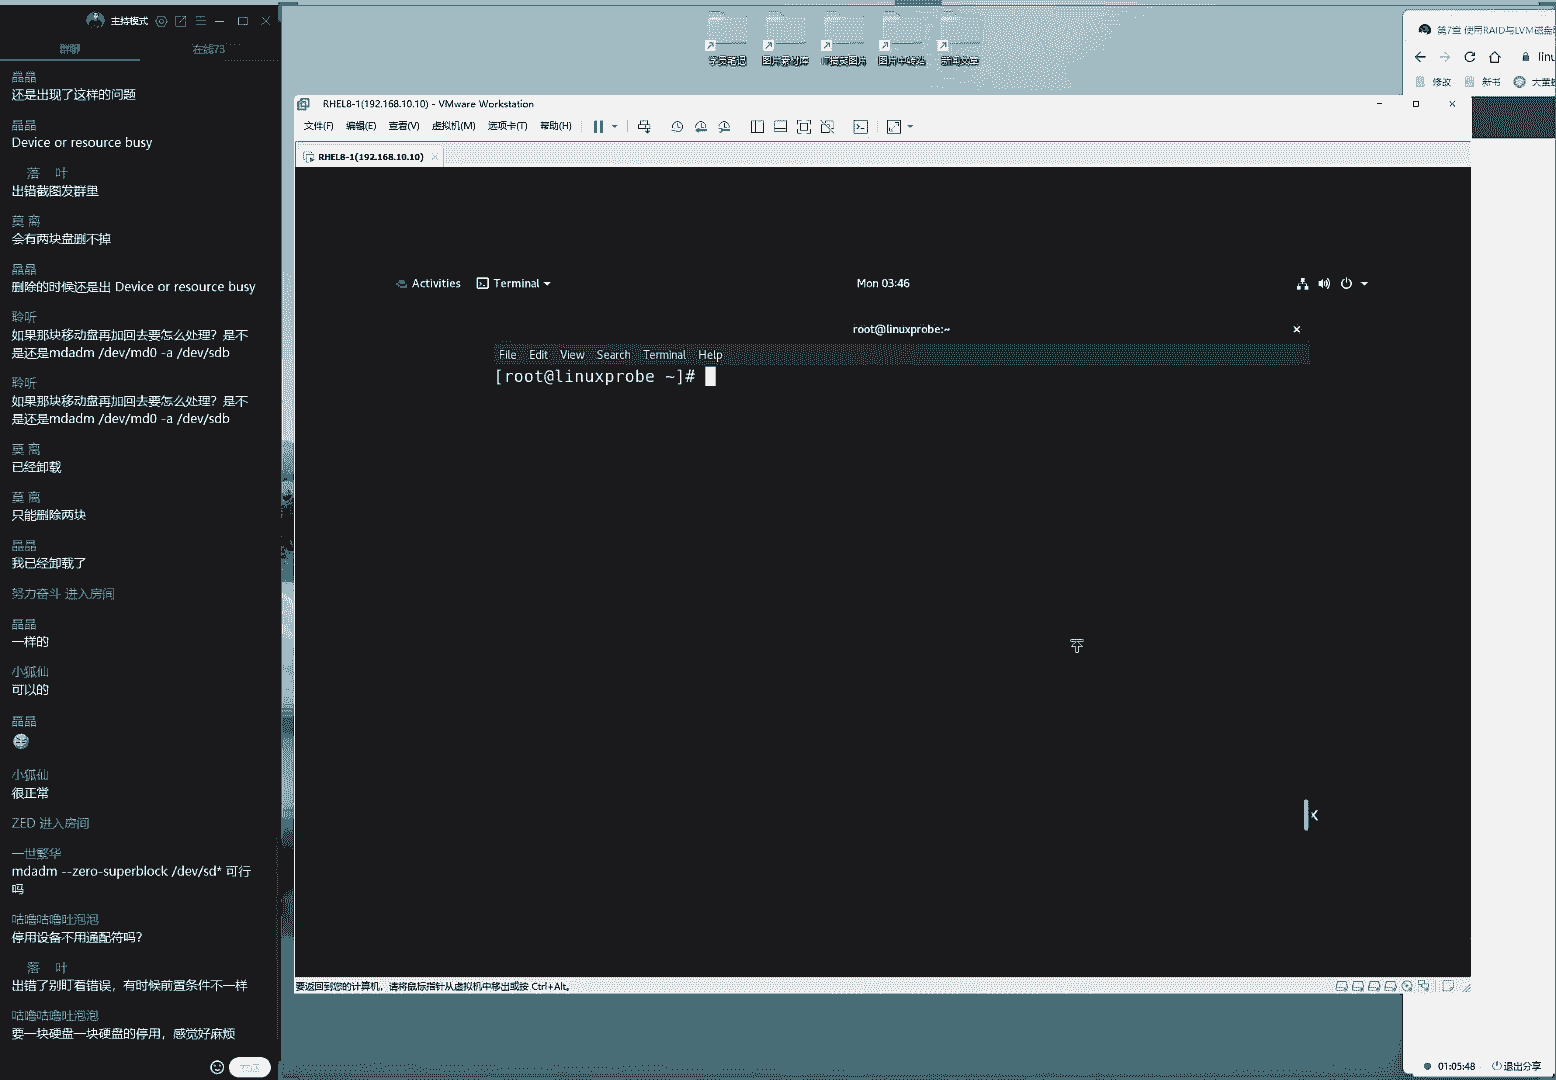 主持模式
群聊
在线73
晶晶
还是出现了这样的问题
晶晶
Device or resource busy
落 叶
出错截图发群里
莫 离
会有两块盘删不掉
晶晶
删除的时候还是出 Device or resource busy
聆听
如果那块移动盘再加回去要怎么处理？是不
是还是mdadm /dev/md0 -a /dev/sdb
聆听
如果那块移动盘再加回去要怎么处理？是不
是还是mdadm /dev/md0 -a /dev/sdb
莫 离
已经卸载
莫 离
只能删除两块
晶晶
我已经卸载了
努力奋斗 进入房间
晶晶
一样的
小狐仙
可以的
晶晶
小狐仙
很正常
ZED 进入房间
一世繁华
mdadm --zero-superblock /dev/sd* 可行
吗
咕噜咕噜吐泡泡
停用设备不用通配符吗？
落 叶
出错了别盯着错误，有时候前置条件不一样
咕噜咕噜吐泡泡
要一块硬盘一块硬盘的停用，感觉好麻烦
学员笔记
图片素材库
图片中转站
新闻文章
RHEL8-1(192.168.10.10) - VMware Workstation
文件(F) 编辑(E) 查看(V) 虚拟机(M) 选项卡(T) 帮助(H)
RHEL8-1(192.168.10.10)
Activities Terminal Mon 03:46
root@linuxprobe:~
File Edit View Search Terminal Help
[root@linuxprobe ~]#
要返回到您的计算机，请将鼠标指针从虚拟机中移出或按 Ctrl+Alt。
第7章 使用RAID与LVM磁盘
linu
修改 新书
01:05:48 退出分享